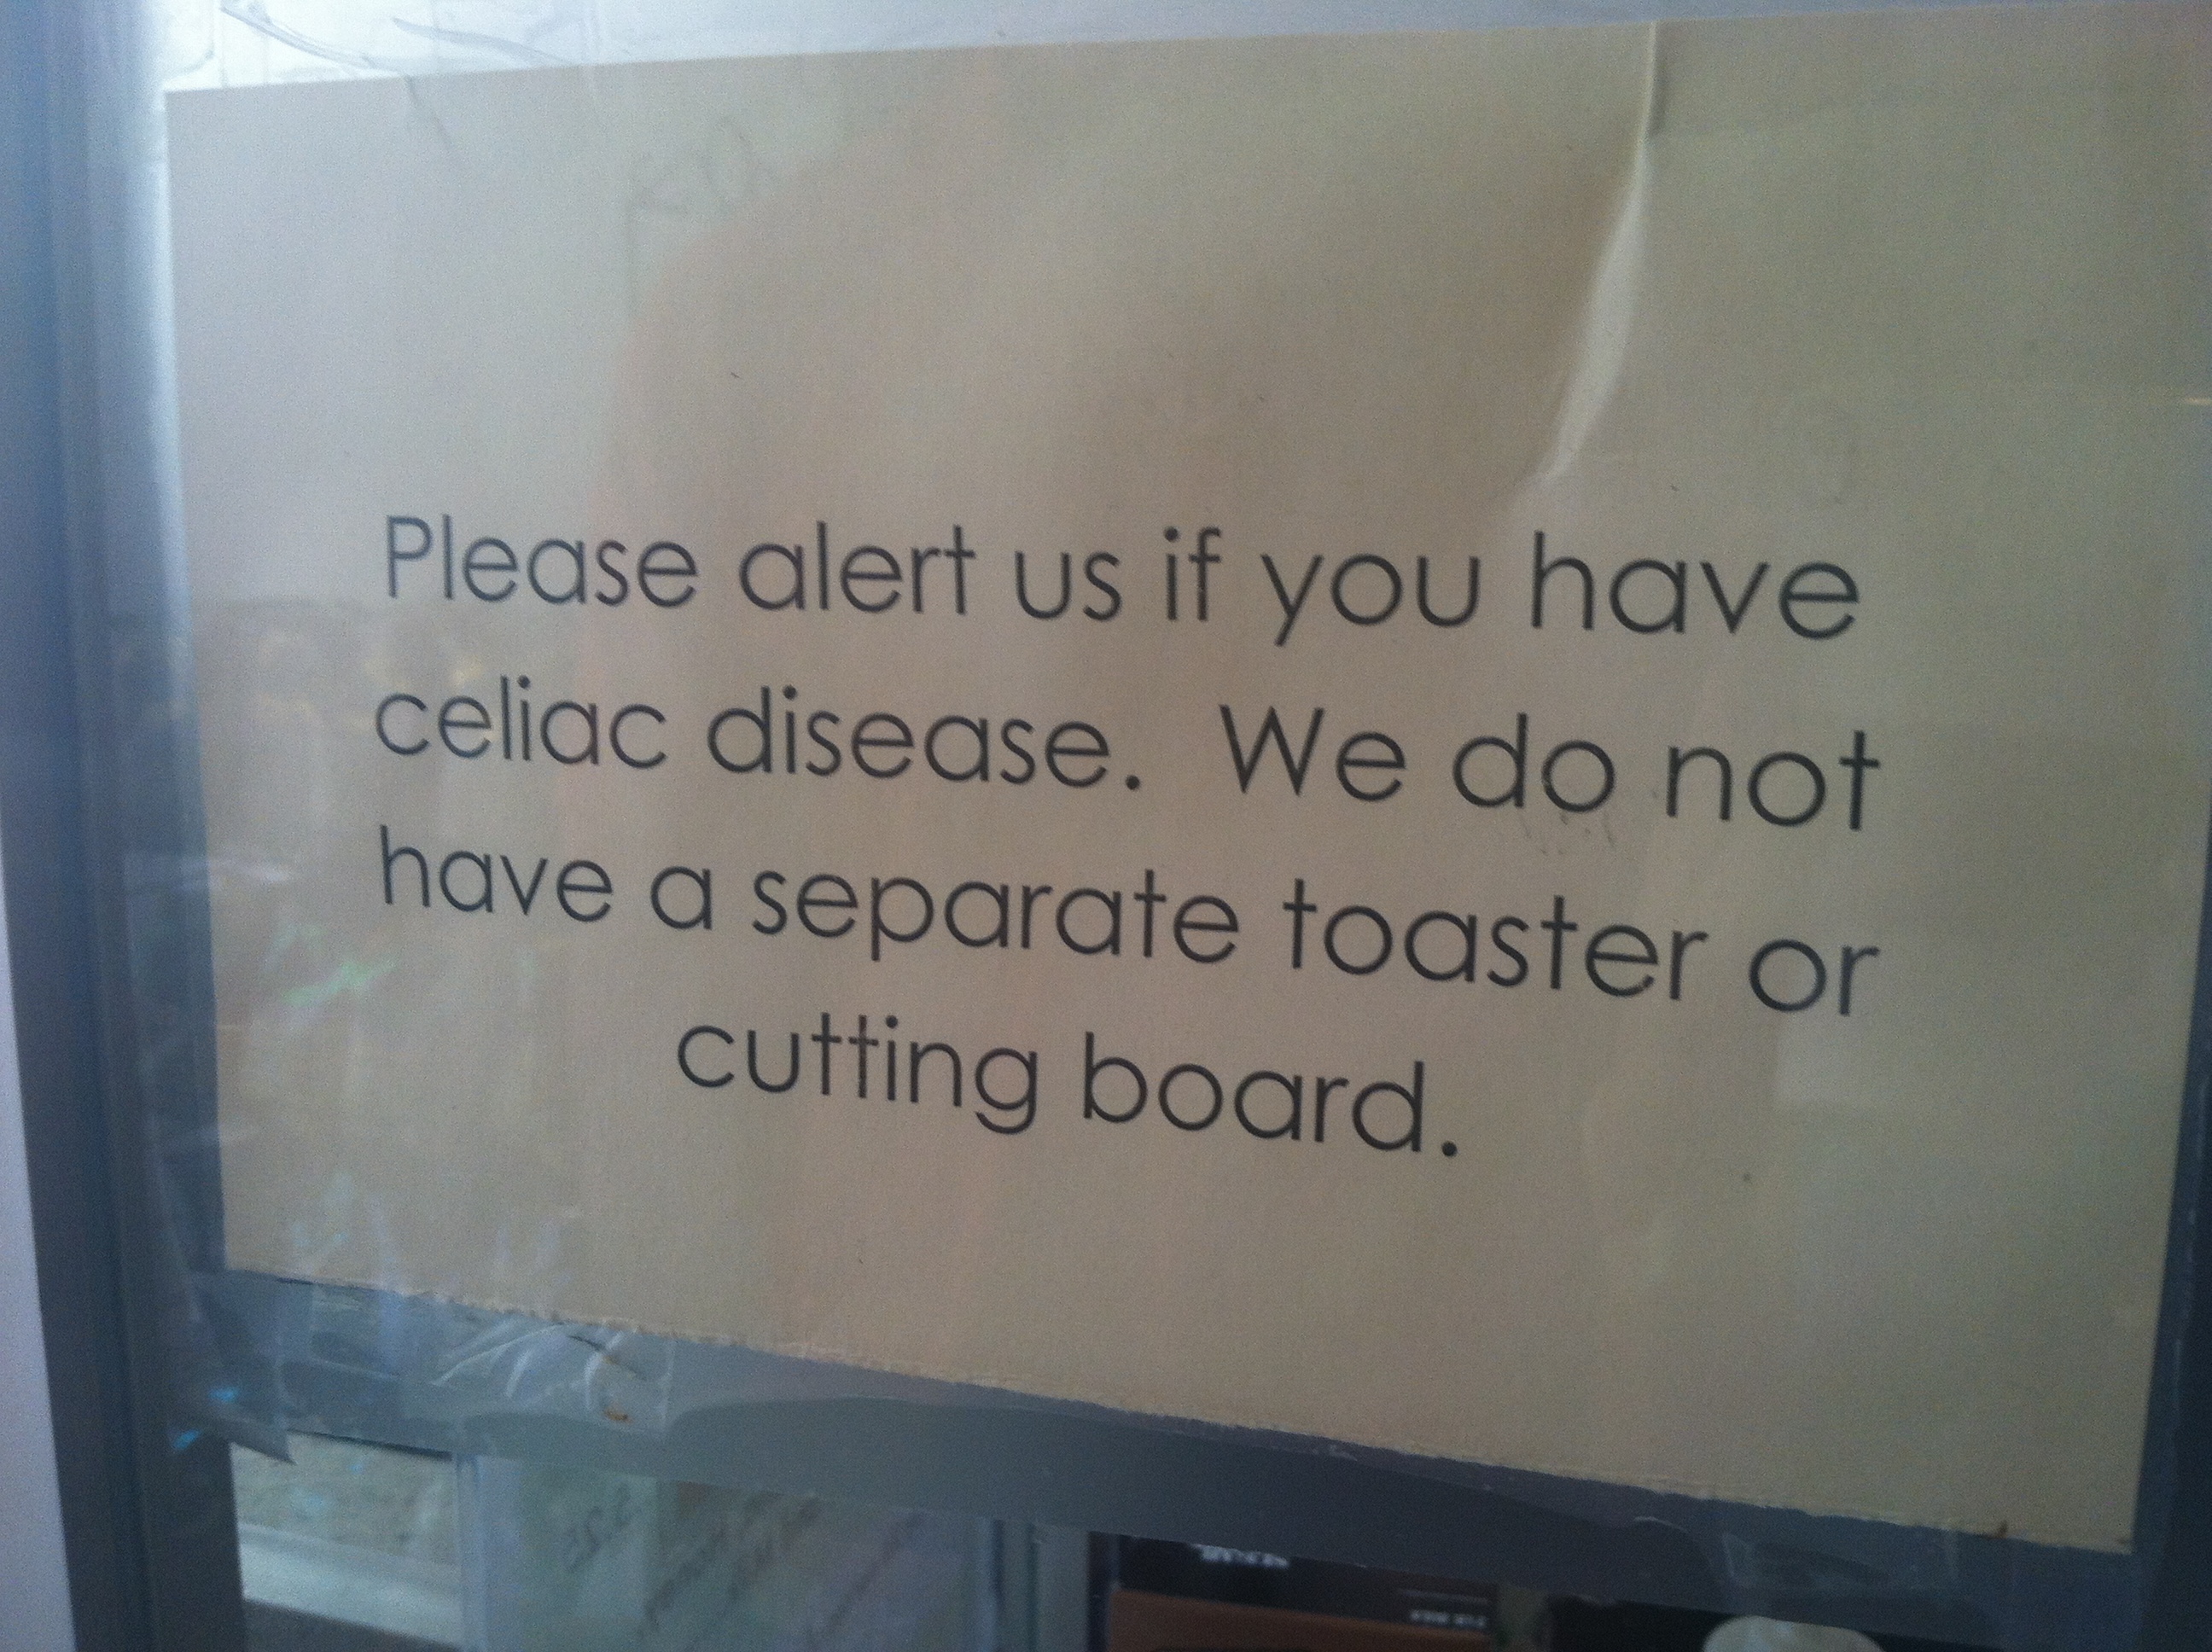 Please alert us if you have
celiac disease. We do not
have a separate toaster or
cutting board.